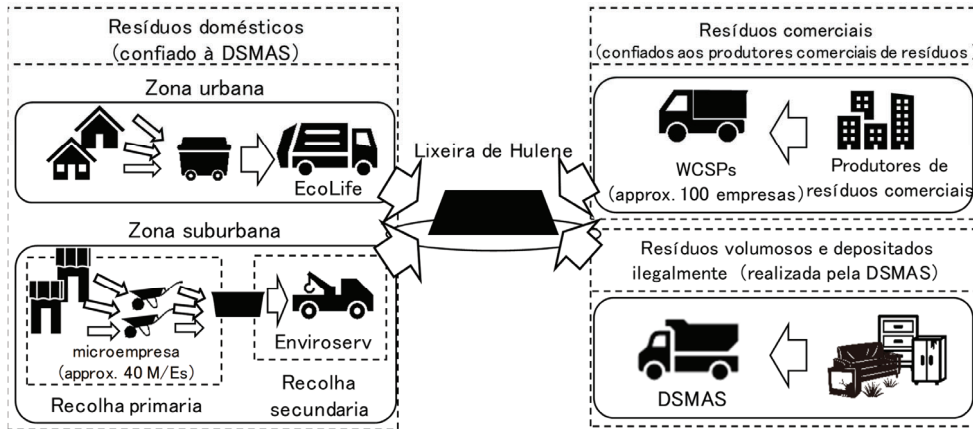 Resíduos domésticos
(confiado à DSMAS)
Zona urbana
EcoLife
Zona suburbana
microempresa
(approx. 40 M/Es)
Recolha primaria
Enviroserv
Recolha
secundaria
Lixeira de Hulene
Resíduos comerciais
(confiados aos produtores comerciais de resíduos)
WCSPs
(approx. 100 empresas)
Produtores de
resíduos comerciais
Resíduos volumosos e depositados
ilegalmente (realizada pela DSMAS)
DSMAS